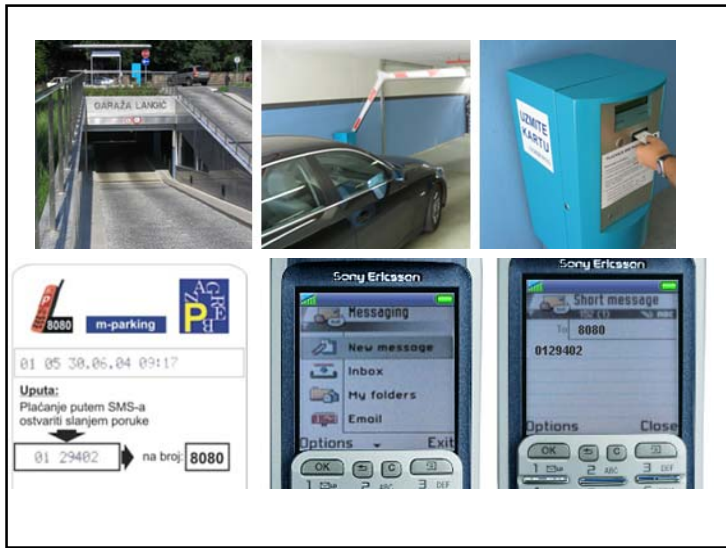 GARAŽA LANGIĆ
UZMITE
KARTU
P
8080
m-parking
ZAGREB
P
01 05 30.06.04 09:17
Uputa:
Plaćanje putem SMS-a
ostvariti slanjem poruke
01 29402
na broj: 8080
Sony Ericsson
Messaging
New message
Inbox
My folders
Email
Options
Exit
OK
C
1
2 ABC
3 DEF
Sony Ericsson
Short message
ABC
To 8080
0129402
Options
Close
OK
C
1
2 ABC
3 DEF